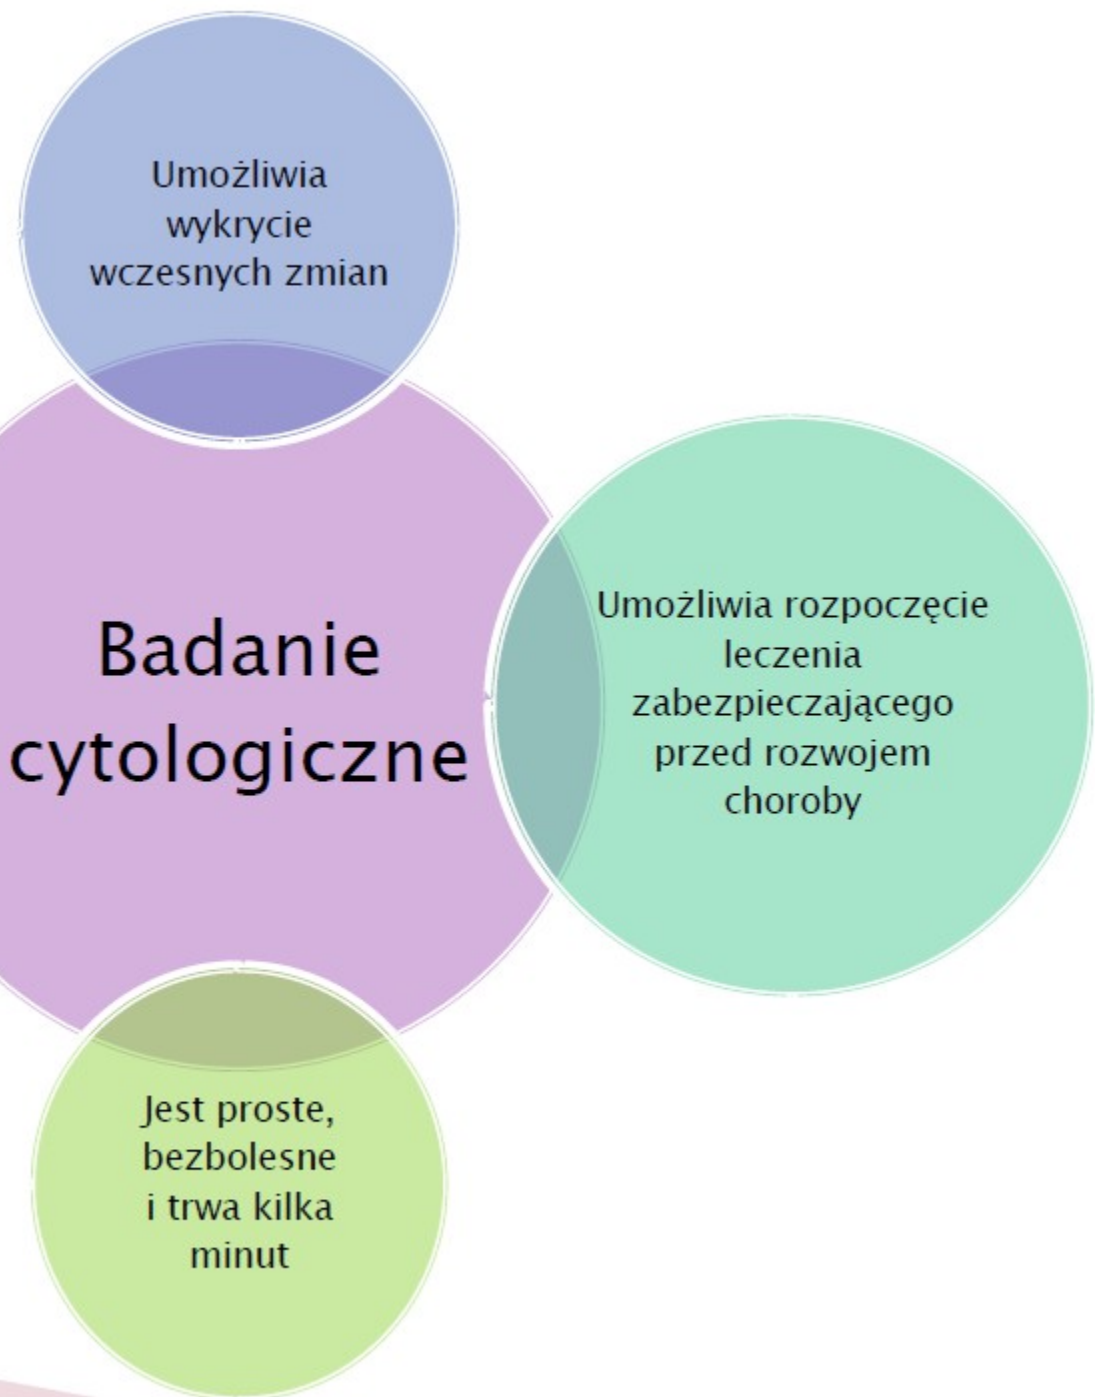 Umożliwia
wykrycie
wczesnych zmian
Badanie
cytologiczne
Umożliwia rozpoczęcie
leczenia
zabezpieczającego
przed rozwojem
choroby
Jest proste,
bezbolesne
i trwa kilka
minut